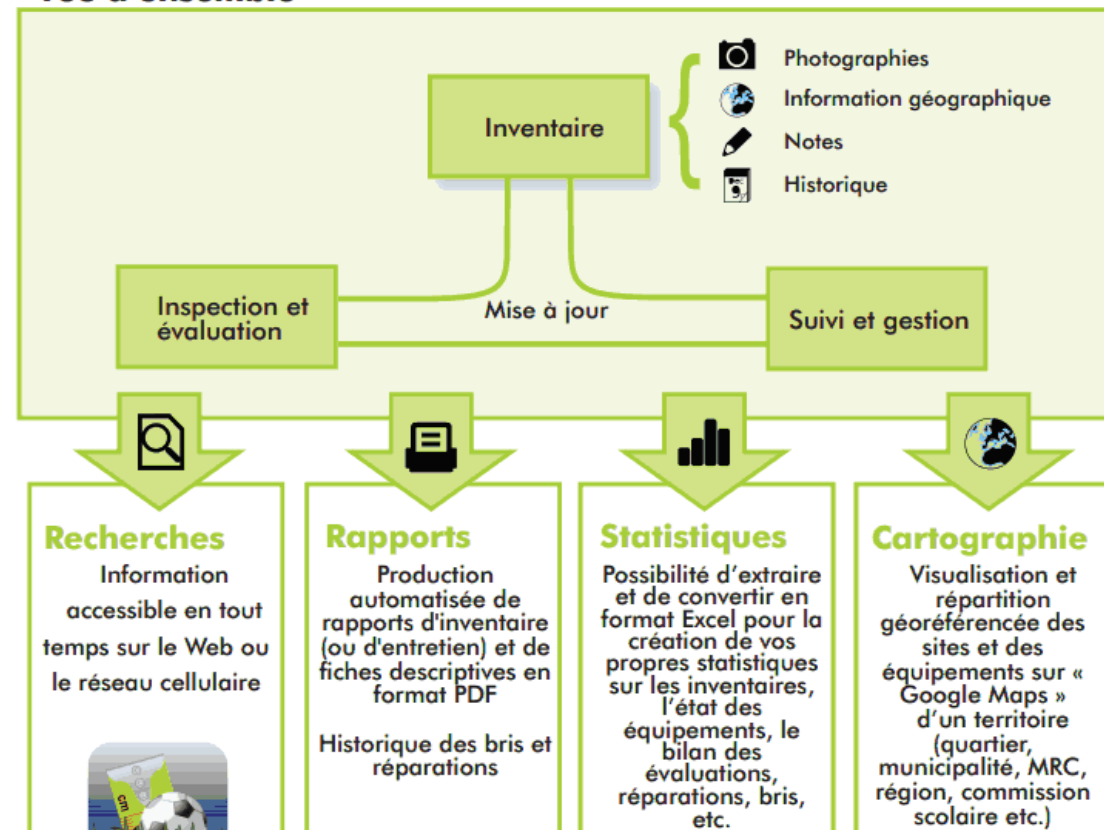 Inventaire
Photographies
Information géographique
Notes
Historique
Inspection et
évaluation
Mise à jour
Suivi et gestion
Recherches
Information
accessible en tout
temps sur le Web ou
le réseau cellulaire
Rapports
Production
automatisée de
rapports d'inventaire
(ou d'entretien) et de
fiches descriptives en
format PDF
Historique des bris et
réparations
Statistiques
Possibilité d’extraire
et de convertir en
format Excel pour la
création de vos
propres statistiques
sur les inventaires,
l’état des
équipements, le
bilan des
évaluations,
réparations, bris,
etc.
Cartographie
Visualisation et
répartition
géoréférencée des
sites et des
équipements sur «
Google Maps »
d’un territoire
(quartier,
municipalité, MRC,
région, commission
scolaire etc.)
cm